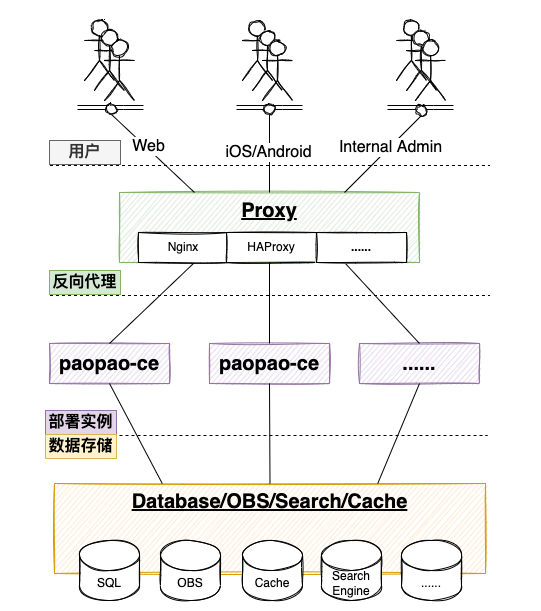 Web
iOS/Android
Internal Admin
用户
Proxy
Nginx
HAProxy
......
反向代理
paopao-ce
paopao-ce
......
部署实例
数据存储
Database/OBS/Search/Cache
SQL
OBS
Cache
Search
Engine
......